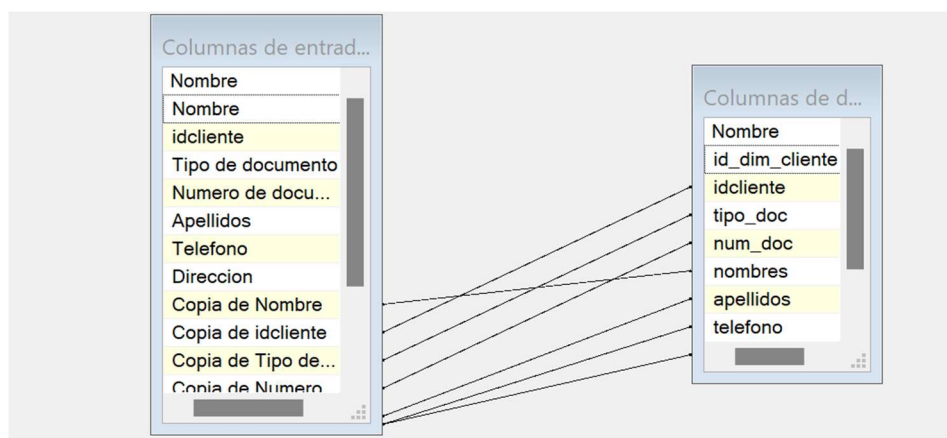 Columnas de entrad...
Nombre
Nombre
idcliente
Tipo de documento
Numero de docu...
Apellidos
Telefono
Direccion
Copia de Nombre
Copia de idcliente
Copia de Tipo de...
Copia de Numero
Columnas de d...
Nombre
id_dim_cliente
idcliente
tipo_doc
num_doc
nombres
apellidos
telefono